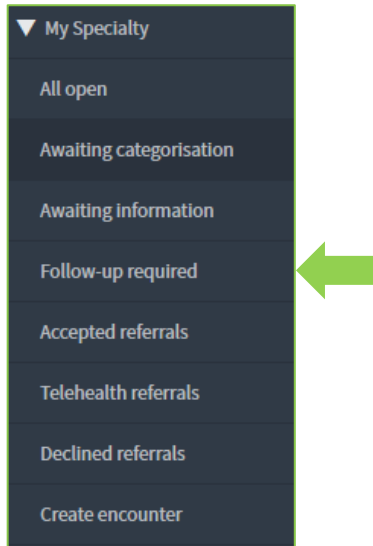 My Specialty
All open
Awaiting categorisation
Awaiting information
Follow-up required
Accepted referrals
Telehealth referrals
Declined referrals
Create encounter